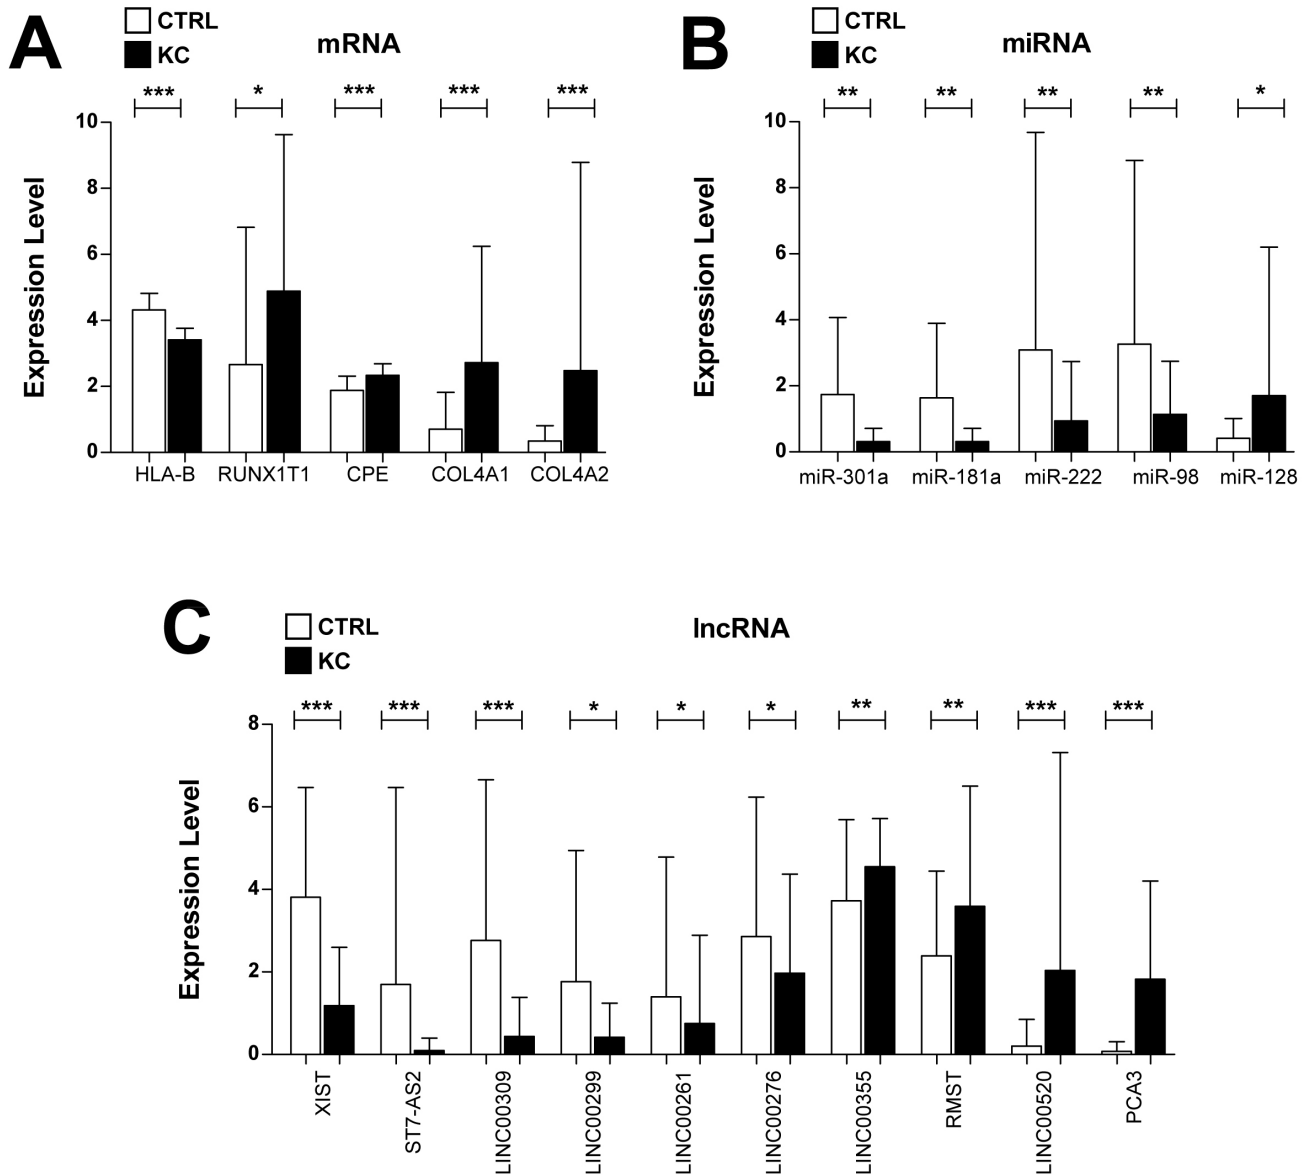 A
CTRL
KC
mRNA
*** * *** *** ***
Expression Level
10
8
6
4
2
0
HLA-B RUNX1T1 CPE COL4A1 COL4A2
B
CTRL
KC
miRNA
** ** ** ** *
Expression Level
10
8
6
4
2
0
miR-301a miR-181a miR-222 miR-98 miR-128
C
CTRL
KC
lncRNA
*** *** *** * * * ** ** *** ***
Expression Level
8
6
4
2
0
XIST
ST7-AS2
LINC00309
LINC00299
LINC00261
LINC00276
LINC00355
RMST
LINC00520
PCA3